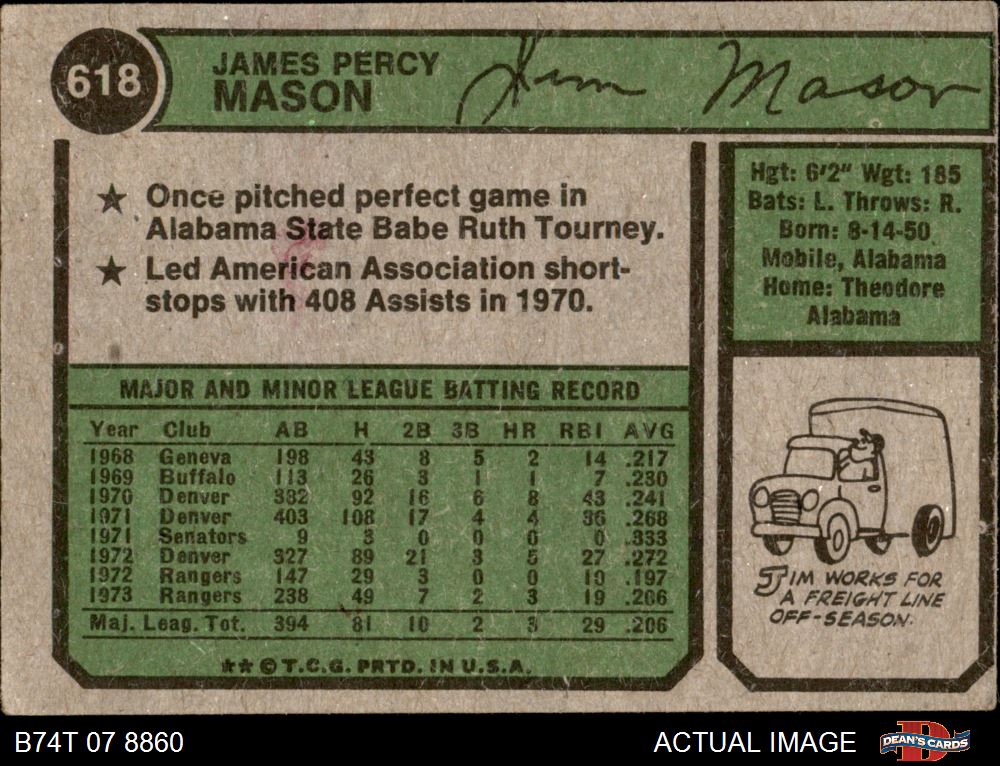 618
JAMES PERCY
MASON
Jim Mason
★ Once pitched perfect game in
Alabama State Babe Ruth Tourney.
★ Led American Association short-
stops with 408 Assists in 1970.
Hgt: 6'2" Wgt: 185
Bats: L. Throws: R.
Born: 8-14-50
Mobile, Alabama
Home: Theodore
Alabama
MAJOR AND MINOR LEAGUE BATTING RECORD
Year Club AB H 2B 3B HR RBI AVG
1968 Geneva 198 43 8 5 2 14 .217
1969 Buffalo 113 26 3 1 1 7 .230
1970 Denver 382 92 16 6 8 43 .241
1971 Denver 403 108 17 4 4 36 .268
1971 Senators 9 3 0 0 0 0 .333
1972 Denver 327 89 21 3 5 27 .272
1972 Rangers 147 29 3 0 0 10 .197
1973 Rangers 238 49 7 2 3 19 .206
Maj. Leag. Tot. 394 81 10 2 3 29 .206
★★ © T.C.G. PRTD. IN U.S.A.
JIM WORKS FOR
A FREIGHT LINE
OFF-SEASON.
B74T 07 8860
ACTUAL IMAGE
DEAN'S CARDS